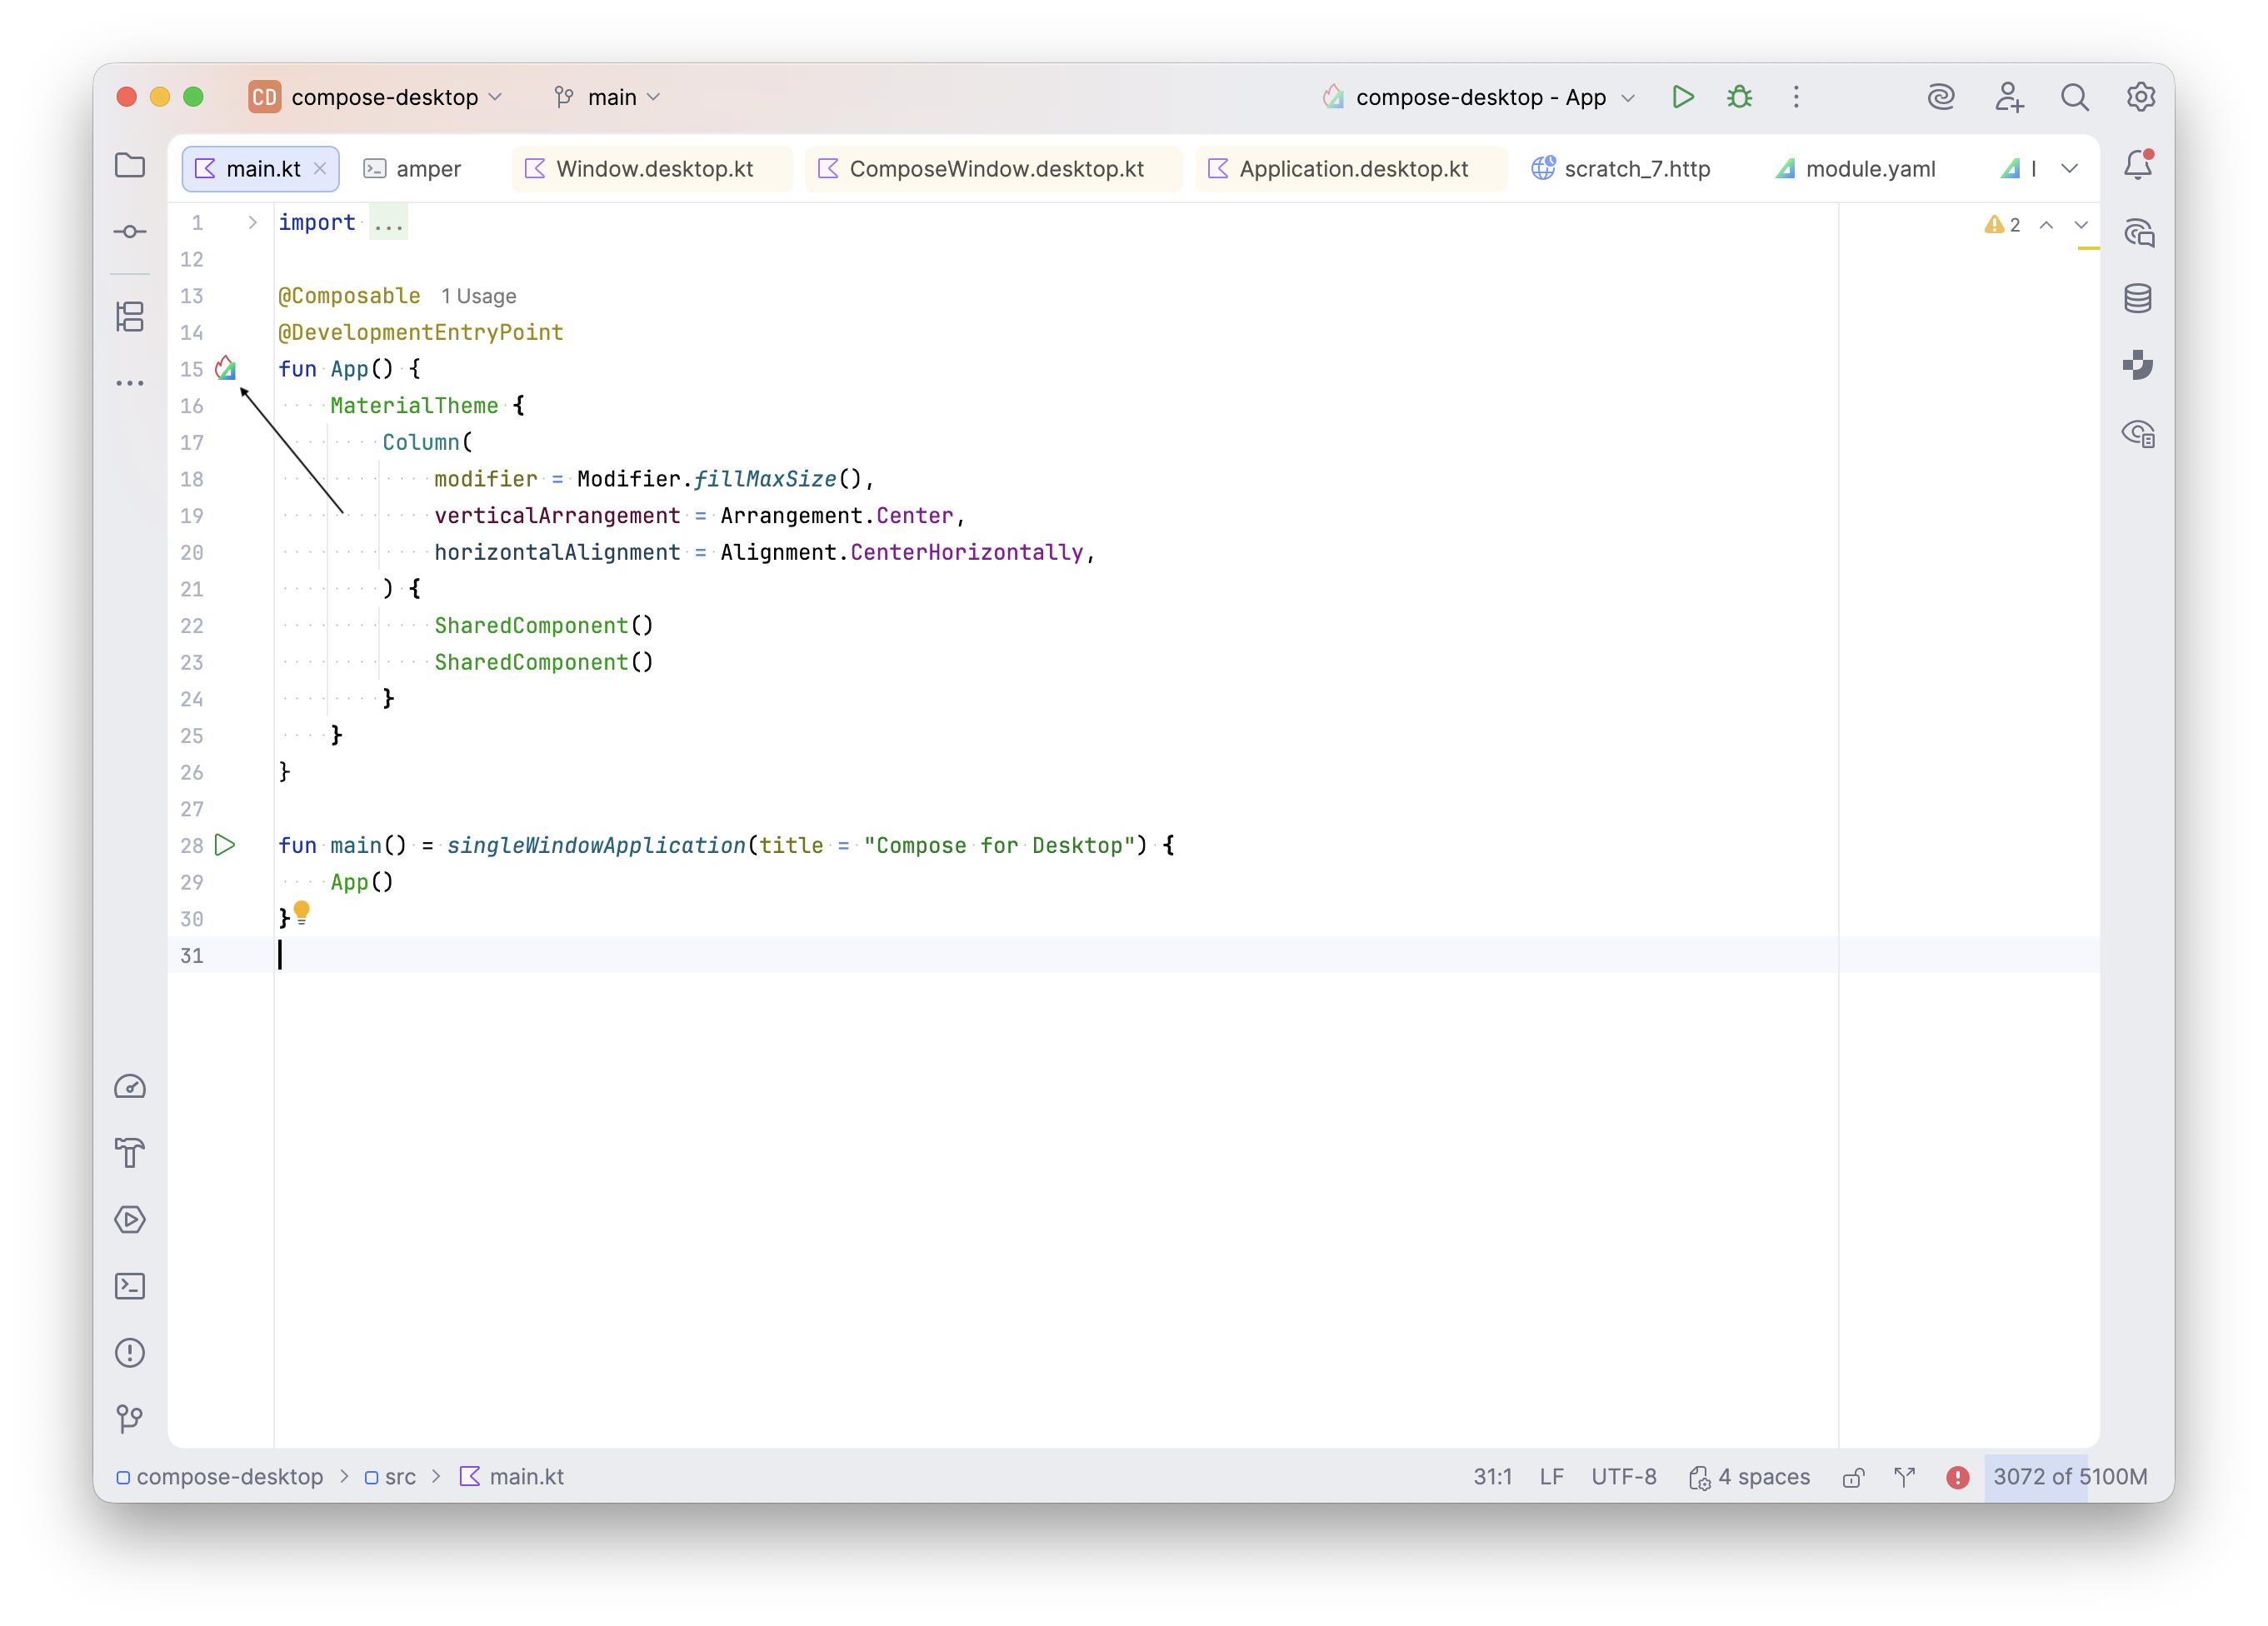 CD compose-desktop main compose-desktop - App
main.kt amper Window.desktop.kt ComposeWindow.desktop.kt Application.desktop.kt scratch_7.http module.yaml
1 import ... 2
12
13 @Composable 1 Usage
14 @DevelopmentEntryPoint
15 fun App() {
16 MaterialTheme {
17 Column(
18 modifier = Modifier.fillMaxSize(),
19 verticalArrangement = Arrangement.Center,
20 horizontalAlignment = Alignment.CenterHorizontally,
21 ) {
22 SharedComponent()
23 SharedComponent()
24 }
25 }
26 }
27
28 fun main() = singleWindowApplication(title = "Compose for Desktop") {
29 App()
30 }
31
compose-desktop > src > main.kt 31:1 LF UTF-8 4 spaces 3072 of 5100M